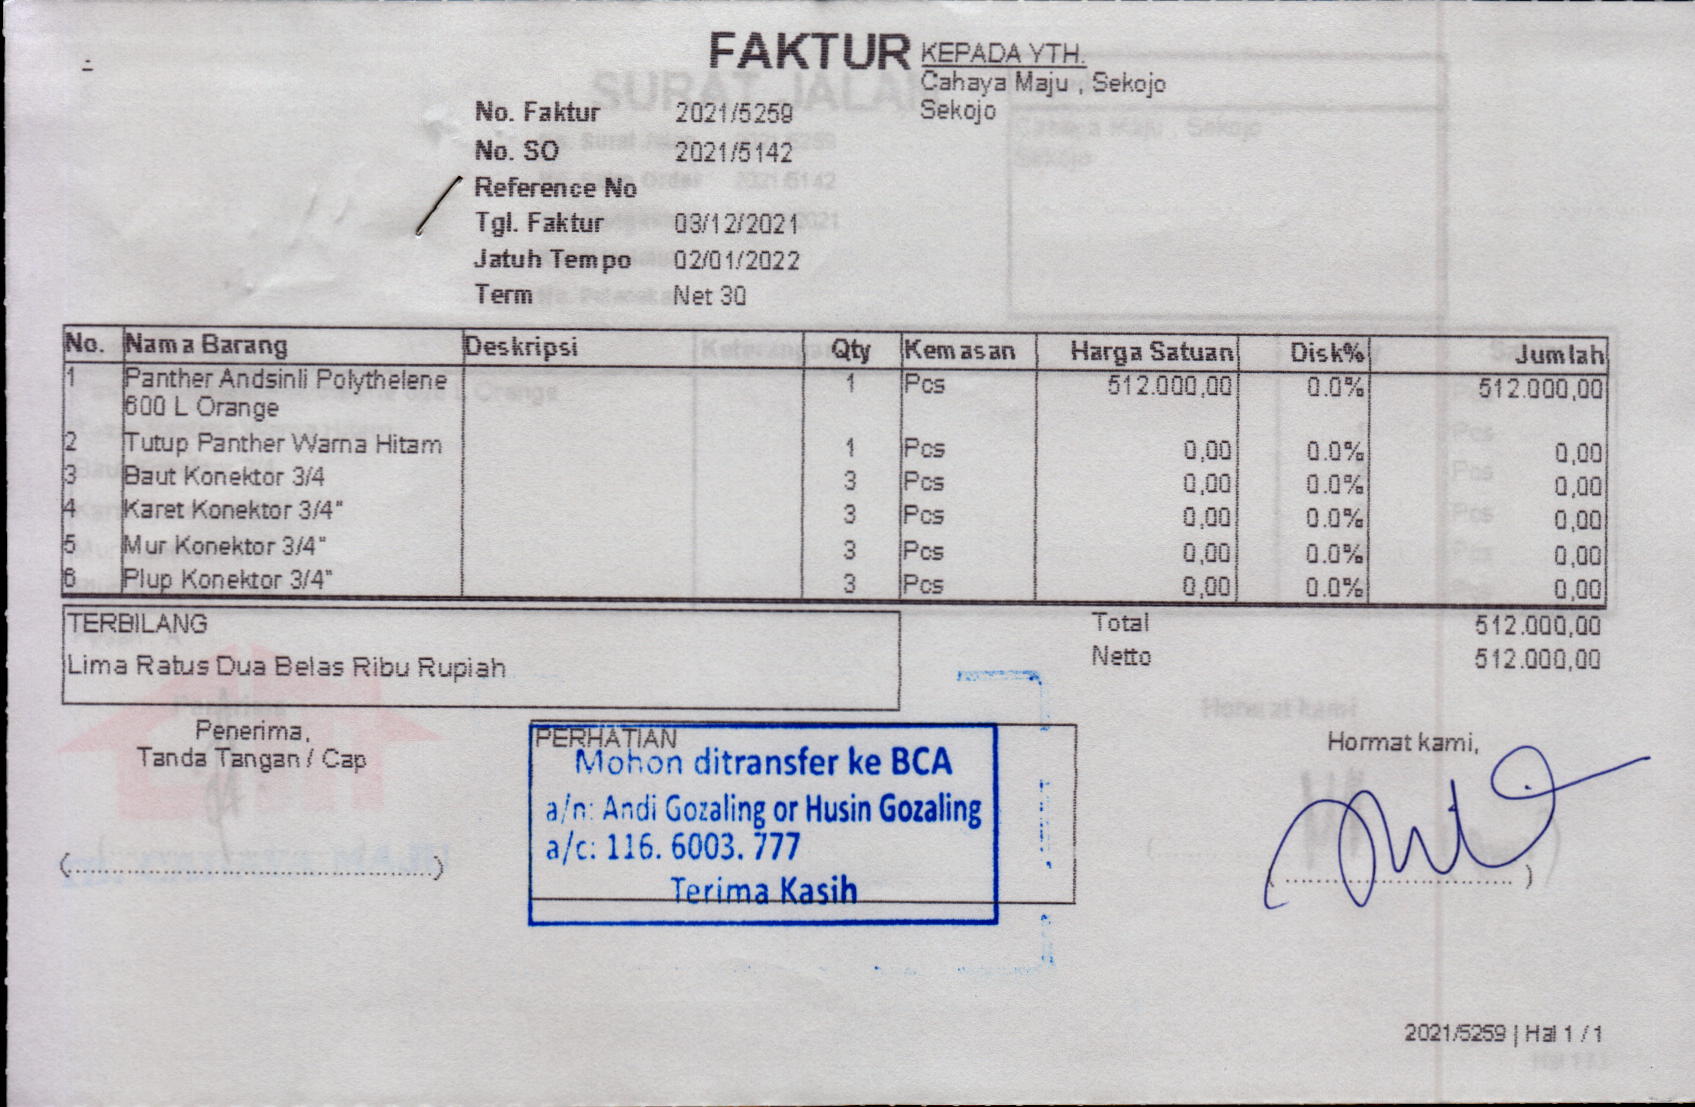 FAKTUR
KEPADA YTH.
Cahaya Maju , Sekojo
Sekojo
No. Faktur 2021/5259
No. SO 2021/5142
Reference No
Tgl. Faktur 03/12/2021
Jatuh Tempo 02/01/2022
Term Net 30
No. Nama Barang Deskripsi Qty Kemasan Harga Satuan Disk% Jumlah
1 Panther Andsinli Polythelene 1 Pcs 512.000,00 0.0% 512.000,00
600 L Orange
2 Tutup Panther Warna Hitam 1 Pcs 0,00 0.0% 0,00
3 Baut Konektor 3/4 3 Pcs 0,00 0.0% 0,00
4 Karet Konektor 3/4" 3 Pcs 0,00 0.0% 0,00
5 Mur Konektor 3/4" 3 Pcs 0,00 0.0% 0,00
6 Plup Konektor 3/4" 3 Pcs 0,00 0.0% 0,00
TERBILANG
Lima Ratus Dua Belas Ribu Rupiah
Total 512.000,00
Netto 512.000,00
Penerima,
Tanda Tangan / Cap
PERHATIAN
Mohon ditransfer ke BCA
a/n: Andi Gozaling or Husin Gozaling
a/c: 116. 6003. 777
Terima Kasih
Hormat kami,
2021/5259 | Hal 1 / 1